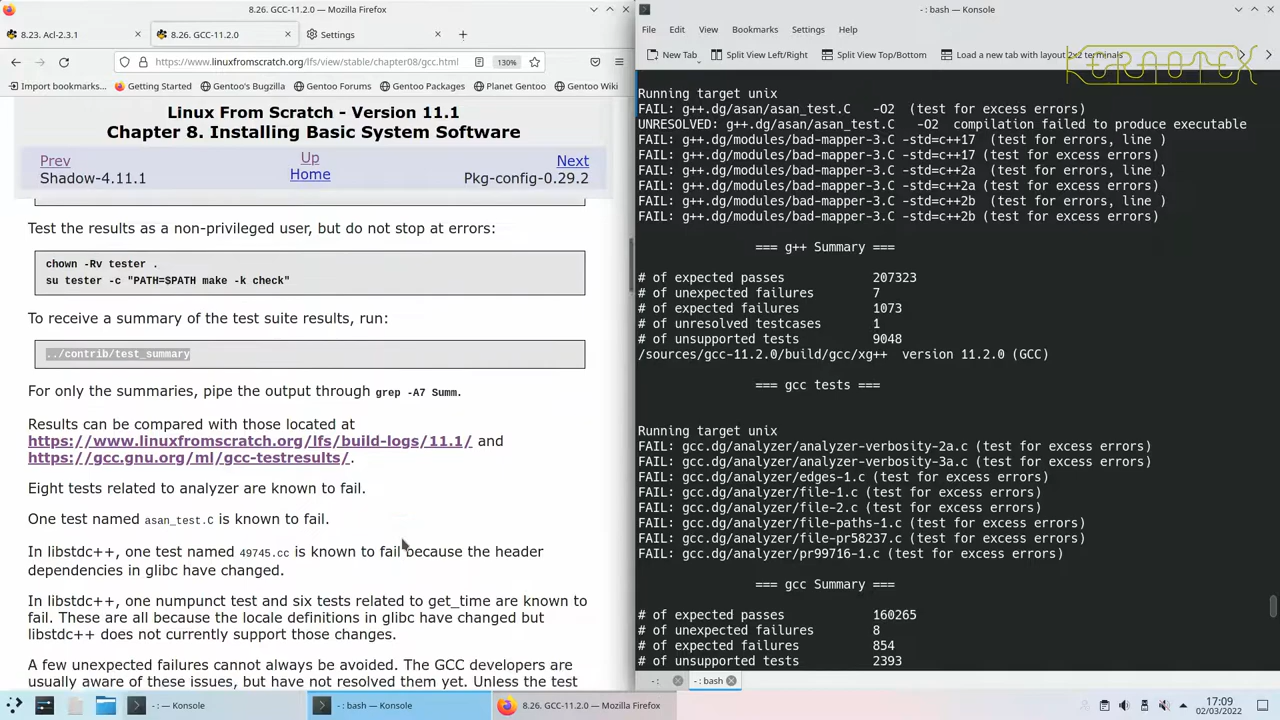 8.26. GCC-11.2.0 — Mozilla Firefox
8.23. Acl-2.3.1
8.26. GCC-11.2.0
Settings
https://www.linuxfromscratch.org/lfs/view/stable/chapter08/gcc.html
130%
Import bookmarks...
Getting Started
Gentoo's Bugzilla
Gentoo Forums
Gentoo Packages
Planet Gentoo
Gentoo Wiki
Linux From Scratch - Version 11.1
Chapter 8. Installing Basic System Software
Prev
Up
Next
Shadow-4.11.1
Home
Pkg-config-0.29.2
Test the results as a non-privileged user, but do not stop at errors:
chown -Rv tester .
su tester -c "PATH=$PATH make -k check"
To receive a summary of the test suite results, run:
../contrib/test_summary
For only the summaries, pipe the output through grep -A7 Summ.
Results can be compared with those located at
https://www.linuxfromscratch.org/lfs/build-logs/11.1/ and
https://gcc.gnu.org/ml/gcc-testresults/.
Eight tests related to analyzer are known to fail.
One test named asan_test.C is known to fail.
In libstdc++, one test named 49745.cc is known to fail because the header
dependencies in glibc have changed.
In libstdc++, one numpunct test and six tests related to get_time are known to
fail. These are all because the locale definitions in glibc have changed but
libstdc++ does not currently support those changes.
A few unexpected failures cannot always be avoided. The GCC developers are
usually aware of these issues, but have not resolved them yet. Unless the test
- : bash — Konsole
File
Edit
View
Bookmarks
Settings
Help
New Tab
Split View Left/Right
Split View Top/Bottom
Load a new tab with layout 2x2 terminals
KERNOTEX
Running target unix
FAIL: g++.dg/asan/asan_test.C   -O2  (test for excess errors)
UNRESOLVED: g++.dg/asan/asan_test.C   -O2  compilation failed to produce executable
FAIL: g++.dg/modules/bad-mapper-3.C -std=c++17  (test for errors, line )
FAIL: g++.dg/modules/bad-mapper-3.C -std=c++17 (test for excess errors)
FAIL: g++.dg/modules/bad-mapper-3.C -std=c++2a  (test for errors, line )
FAIL: g++.dg/modules/bad-mapper-3.C -std=c++2a (test for excess errors)
FAIL: g++.dg/modules/bad-mapper-3.C -std=c++2b  (test for errors, line )
FAIL: g++.dg/modules/bad-mapper-3.C -std=c++2b (test for excess errors)
=== g++ Summary ===
# of expected passes 207323
# of unexpected failures 7
# of expected failures 1073
# of unresolved testcases 1
# of unsupported tests 9048
/sources/gcc-11.2.0/build/gcc/xg++  version 11.2.0 (GCC)
=== gcc tests ===
Running target unix
FAIL: gcc.dg/analyzer/analyzer-verbosity-2a.c (test for excess errors)
FAIL: gcc.dg/analyzer/analyzer-verbosity-3a.c (test for excess errors)
FAIL: gcc.dg/analyzer/edges-1.c (test for excess errors)
FAIL: gcc.dg/analyzer/file-1.c (test for excess errors)
FAIL: gcc.dg/analyzer/file-2.c (test for excess errors)
FAIL: gcc.dg/analyzer/file-paths-1.c (test for excess errors)
FAIL: gcc.dg/analyzer/file-pr58237.c (test for excess errors)
FAIL: gcc.dg/analyzer/pr99716-1.c (test for excess errors)
=== gcc Summary ===
# of expected passes 160265
# of unexpected failures 8
# of expected failures 854
# of unsupported tests 2393
- :
- : bash
- : — Konsole
- : bash — Konsole
8.26. GCC-11.2.0 — Mozilla Firefox
17:09
02/03/2022